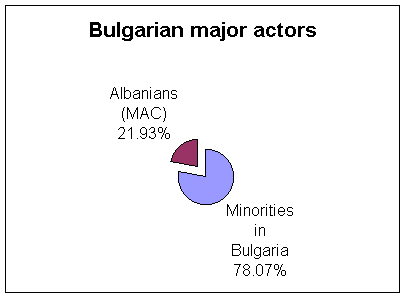 Bulgarian major actors
Albanians
(MAC)
21.93%
Minorities
in
Bulgaria
78.07%